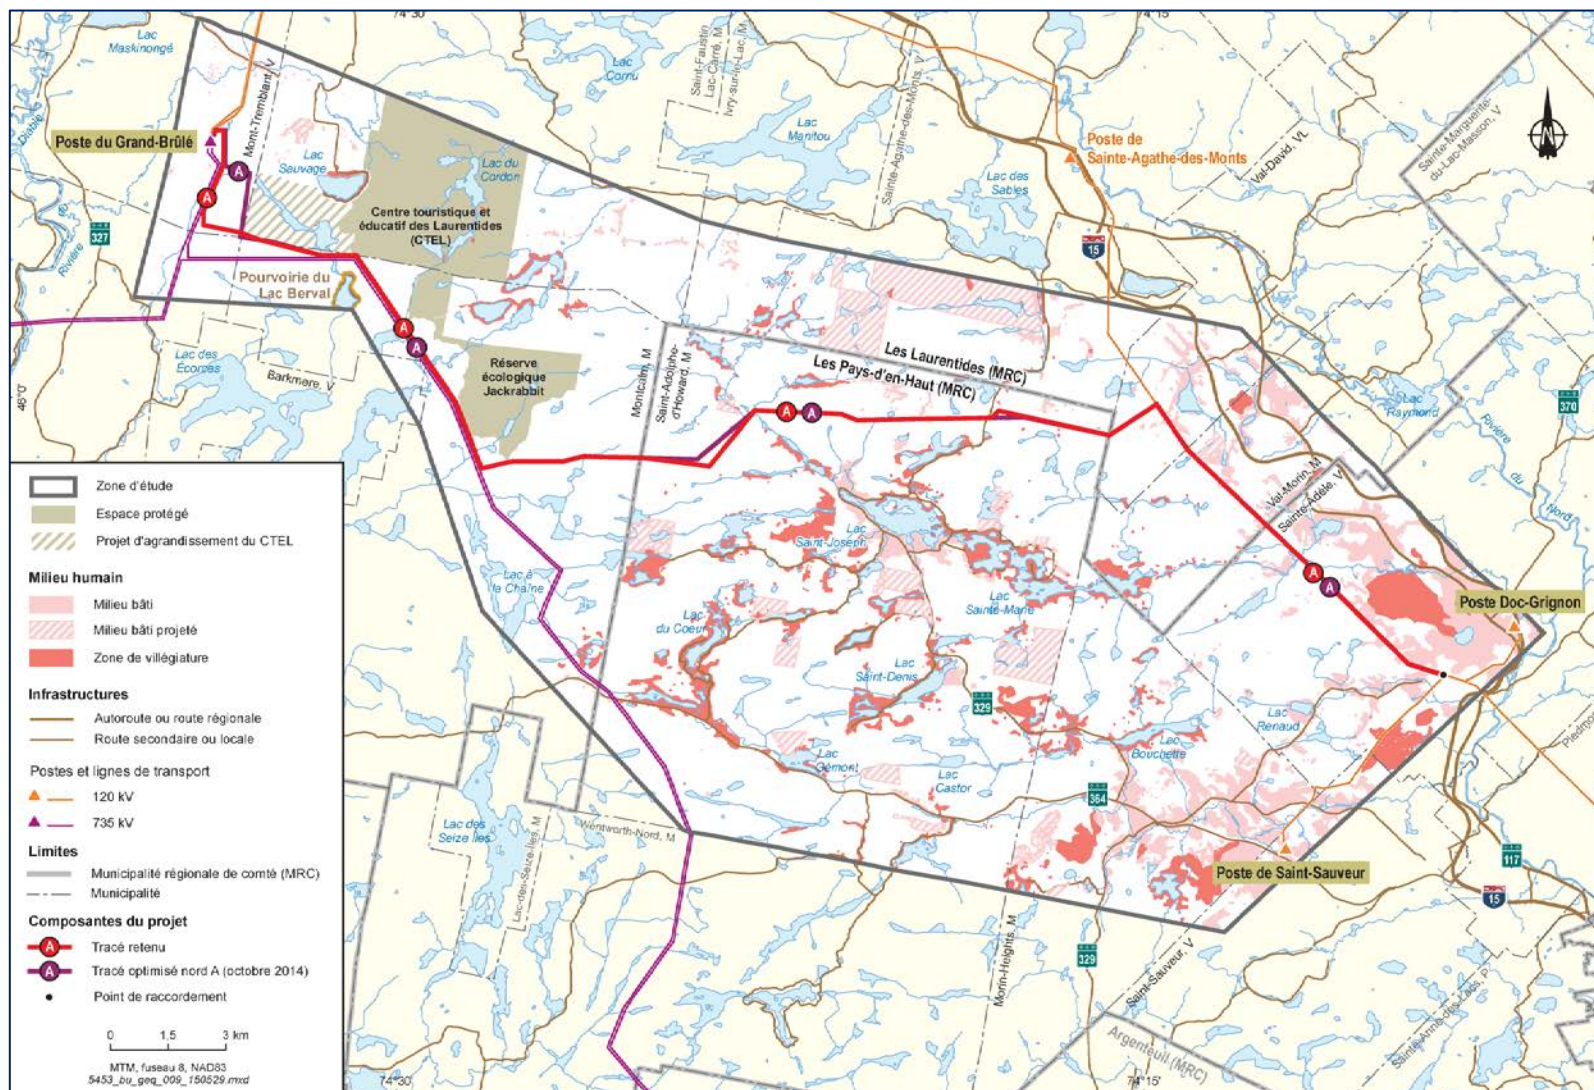 74°30'
74°15'
Lac
Maskinongé
Diable
Rivière du
327
Poste du Grand-Brûlé
Mont-Tremblant, V
Lac
Sauvage
Lac du
Cordon
Centre touristique et
éducatif des Laurentides
(CTEL)
Pourvoirie du
Lac Berval
Lac
Cornu
Saint-Faustin
Lac-Carré, M
Ivry-sur-le-Lac, M
Lac
Manitou
Sainte-Agathe-des-Monts, V
Lac des
Sables
Poste de
Sainte-Agathe-des-Monts
15
Val-David, VL
Sainte-Marguerite-
du-Lac-Masson, V
N
A
A
A
A
A
A
A
A
46°0'
Lac des
Écorces
Barkmere, V
Réserve
écologique
Jackrabbit
Montcalm, M
Saint-Adolphe-
d'Howard, M
Les Laurentides (MRC)
Les Pays-d'en-Haut (MRC)
Lac
Raymond
370
Rivière
du
Nord
Val-Morin, M
Sainte-Adèle, V
Lac
Saint-Joseph
Lac
Sainte-Marie
Lac à
la Chaîne
Lac
du Coeur
Lac
Saint-Denis
329
Poste Doc-Grignon
Lac
Renaud
Lac
Bouchette
Lac
Gémont
Lac
Castor
364
Piedmo
Lac des
Seize Îles
Wentworth-Nord, M
Lac-des-Seize-Îles, M
Poste de Saint-Sauveur
117
15
Morin-Heights, M
329
Saint-Sauveur, V
Sainte-Anne-des-Lacs, P
Argenteuil (MRC)
74°30'
74°15'
Zone d'étude
Espace protégé
Projet d'agrandissement du CTEL
Milieu humain
Milieu bâti
Milieu bâti projeté
Zone de villégiature
Infrastructures
Autoroute ou route régionale
Route secondaire ou locale
Postes et lignes de transport
120 kV
735 kV
Limites
Municipalité régionale de comté (MRC)
Municipalité
Composantes du projet
A Tracé retenu
A Tracé optimisé nord A (octobre 2014)
Point de raccordement
0 1,5 3 km
MTM, fuseau 8, NAD83
5453_bu_geq_009_150529.mxd